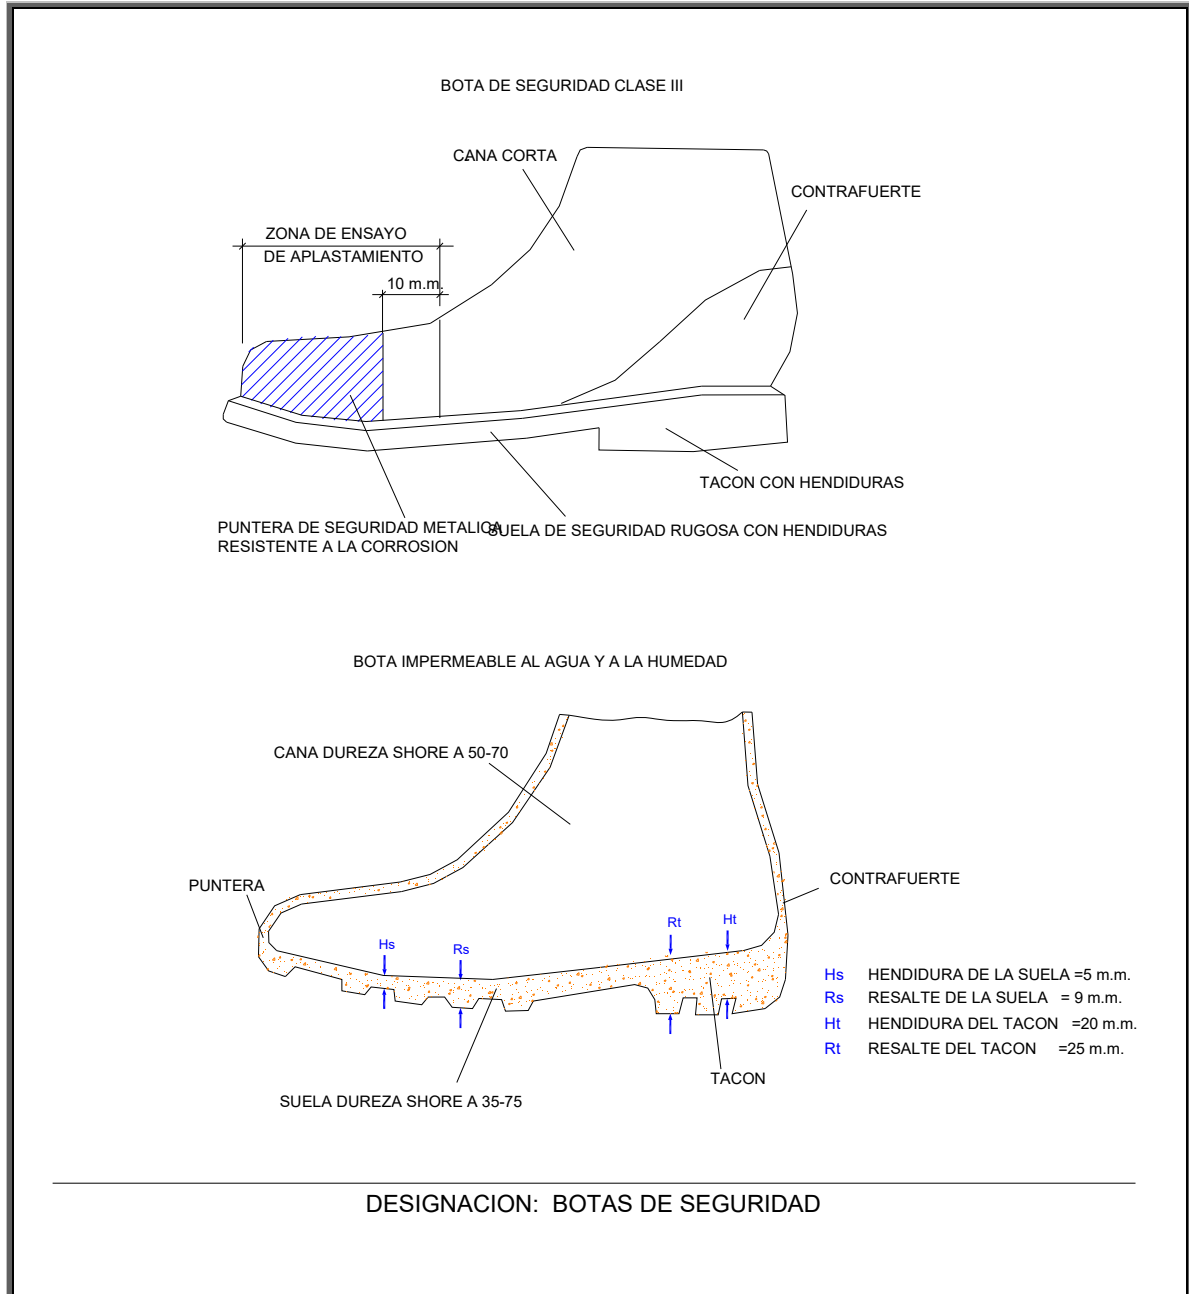 BOTA DE SEGURIDAD CLASE III
CANA CORTA
CONTRAFUERTE
ZONA DE ENSAYO
DE APLASTAMIENTO
10 m.m.
TACON CON HENDIDURAS
PUNTERA DE SEGURIDAD METALICA
SUELA DE SEGURIDAD RUGOSA CON HENDIDURAS
RESISTENTE A LA CORROSION
BOTA IMPERMEABLE AL AGUA Y A LA HUMEDAD
CANA DUREZA SHORE A 50-70
PUNTERA
CONTRAFUERTE
Hs
Rs
Rt
Ht
Hs HENDIDURA DE LA SUELA =5 m.m.
Rs RESALTE DE LA SUELA = 9 m.m.
Ht HENDIDURA DEL TACON =20 m.m.
Rt RESALTE DEL TACON =25 m.m.
TACON
SUELA DUREZA SHORE A 35-75
DESIGNACION: BOTAS DE SEGURIDAD